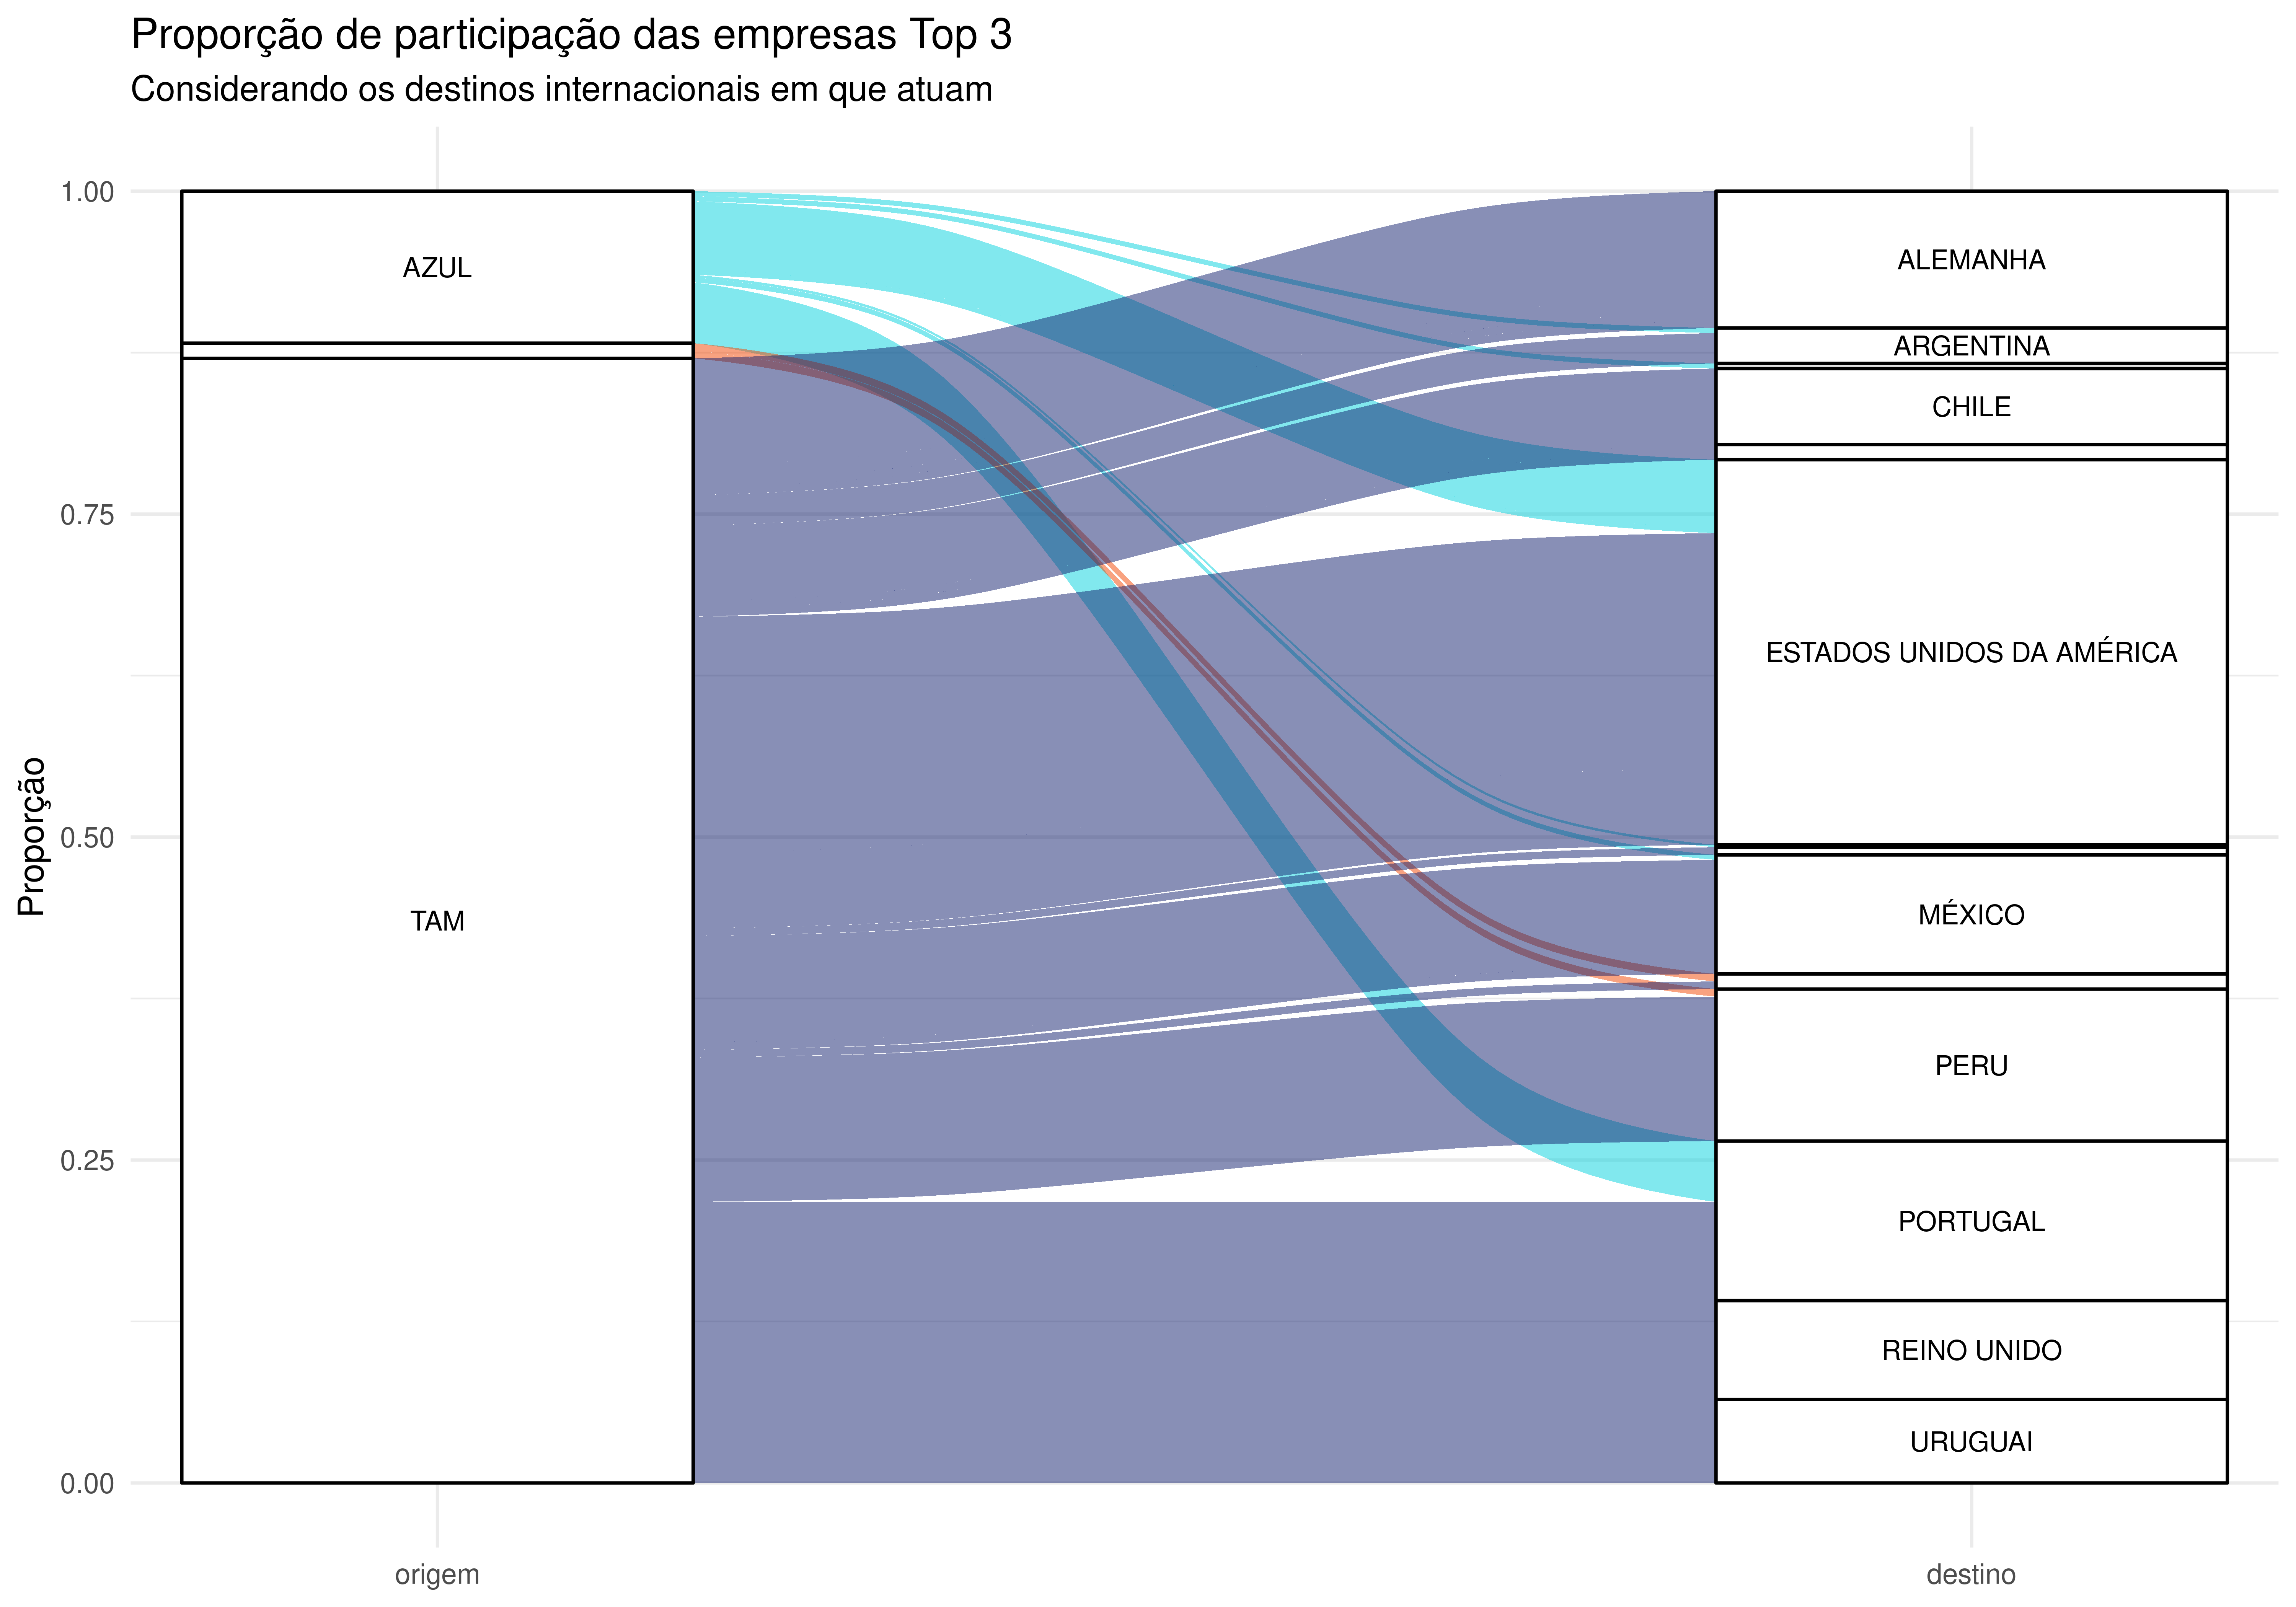 Proporção de participação das empresas Top 3
Considerando os destinos internacionais em que atuam
Proporção
1.00
0.75
0.50
0.25
0.00
AZUL
TAM
ALEMANHA
ARGENTINA
CHILE
ESTADOS UNIDOS DA AMÉRICA
MÉXICO
PERU
PORTUGAL
REINO UNIDO
URUGUAI
origem
destino